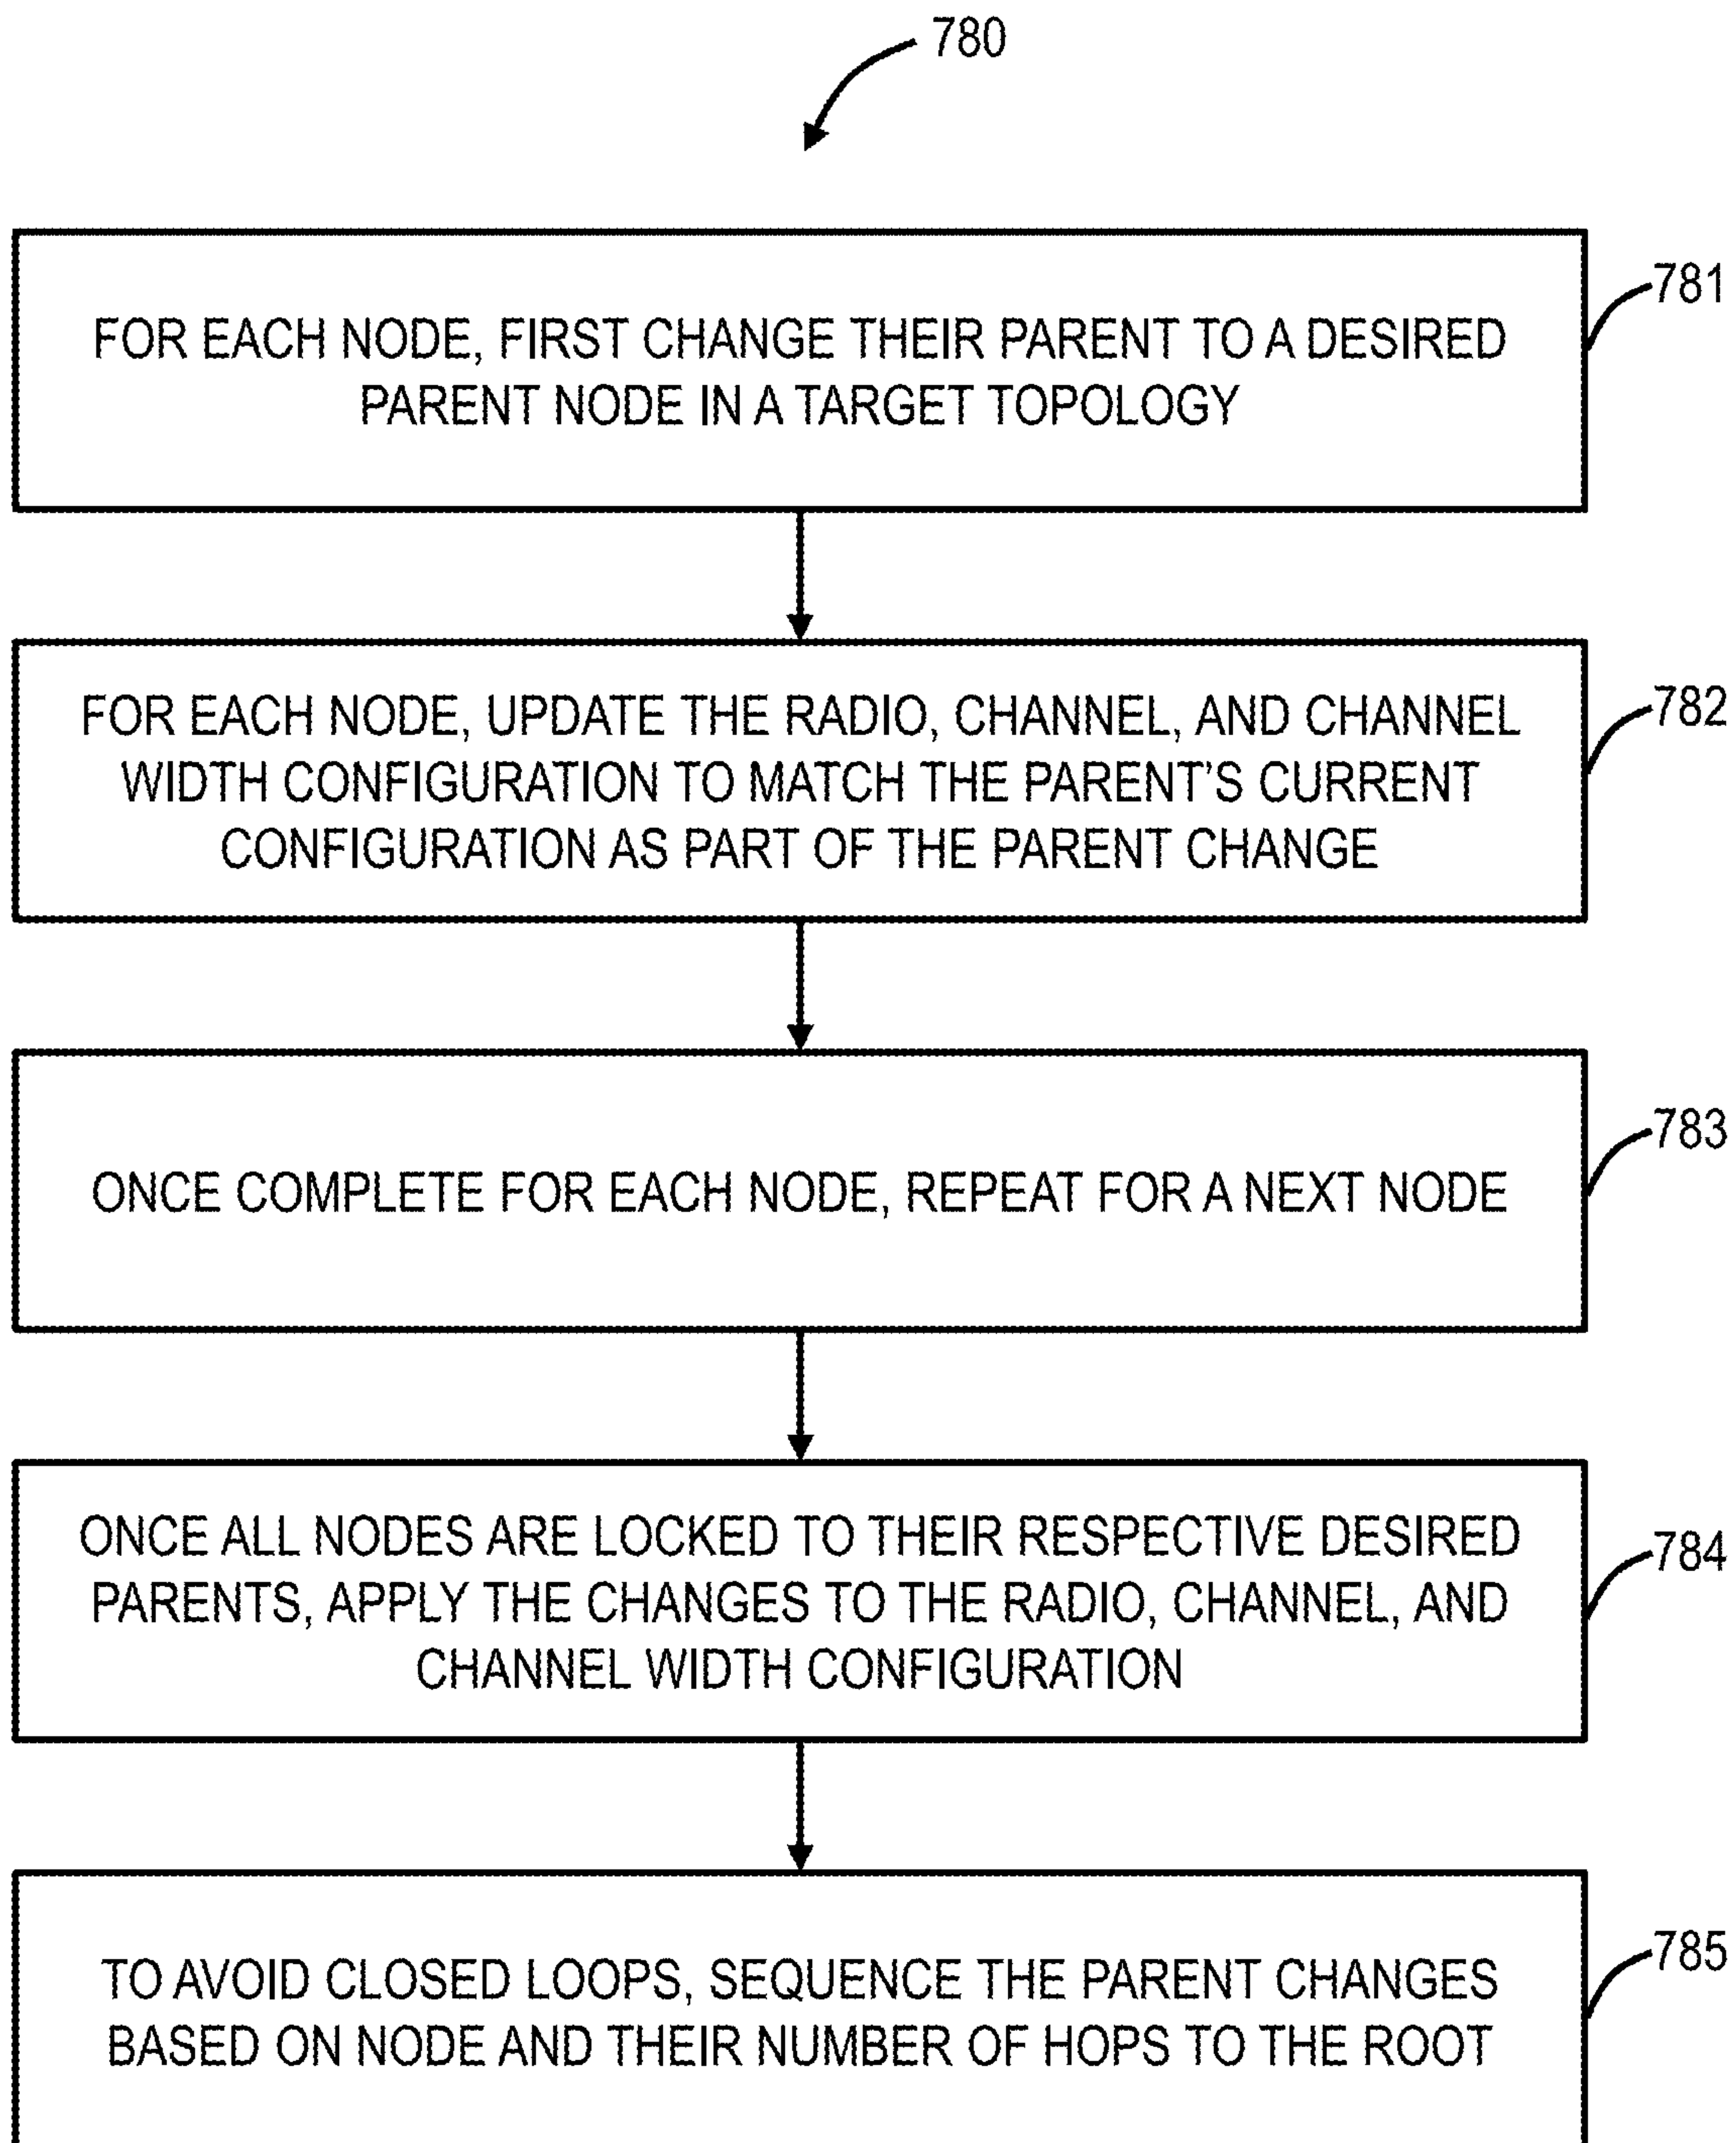 780
FOR EACH NODE, FIRST CHANGE THEIR PARENT TO A DESIRED
PARENT NODE IN A TARGET TOPOLOGY
781
FOR EACH NODE, UPDATE THE RADIO, CHANNEL, AND CHANNEL
WIDTH CONFIGURATION TO MATCH THE PARENT'S CURRENT
CONFIGURATION AS PART OF THE PARENT CHANGE
782
ONCE COMPLETE FOR EACH NODE, REPEAT FOR A NEXT NODE
783
ONCE ALL NODES ARE LOCKED TO THEIR RESPECTIVE DESIRED
PARENTS, APPLY THE CHANGES TO THE RADIO, CHANNEL, AND
CHANNEL WIDTH CONFIGURATION
784
TO AVOID CLOSED LOOPS, SEQUENCE THE PARENT CHANGES
BASED ON NODE AND THEIR NUMBER OF HOPS TO THE ROOT
785